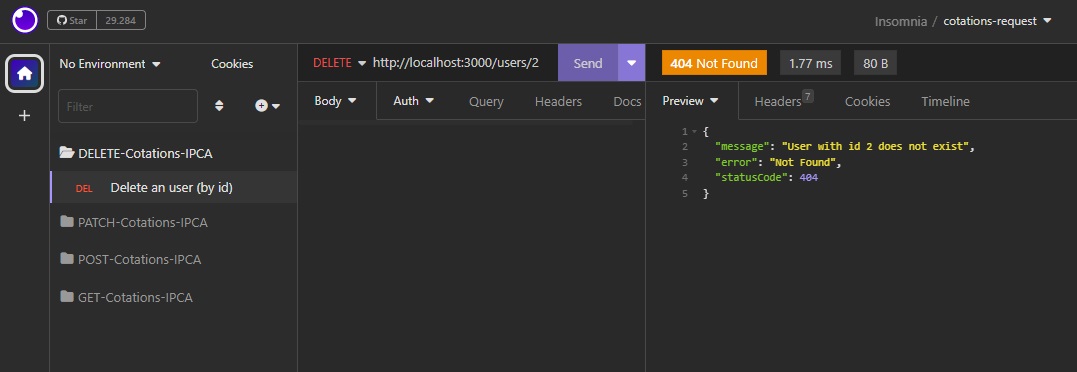 Star 29.284
Insomnia / cotations-request
No Environment Cookies
DELETE http://localhost:3000/users/2 Send
404 Not Found 1.77 ms 80 B
Filter
Body Auth Query Headers Docs
Preview Headers 7 Cookies Timeline
DELETE-Cotations-IPCA
DEL Delete an user (by id)
PATCH-Cotations-IPCA
POST-Cotations-IPCA
GET-Cotations-IPCA
1 {
2 "message": "User with id 2 does not exist",
3 "error": "Not Found",
4 "statusCode": 404
5 }